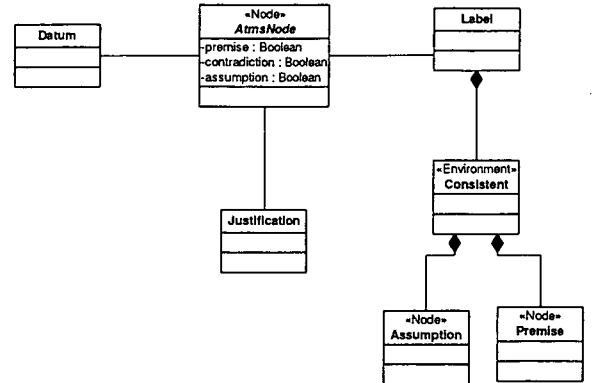 Datum
«Node»
AtmsNode
-premise : Boolean
-contradiction : Boolean
-assumption : Boolean
Label
«Environment»
Consistent
Justification
«Node»
Assumption
«Node»
Premise